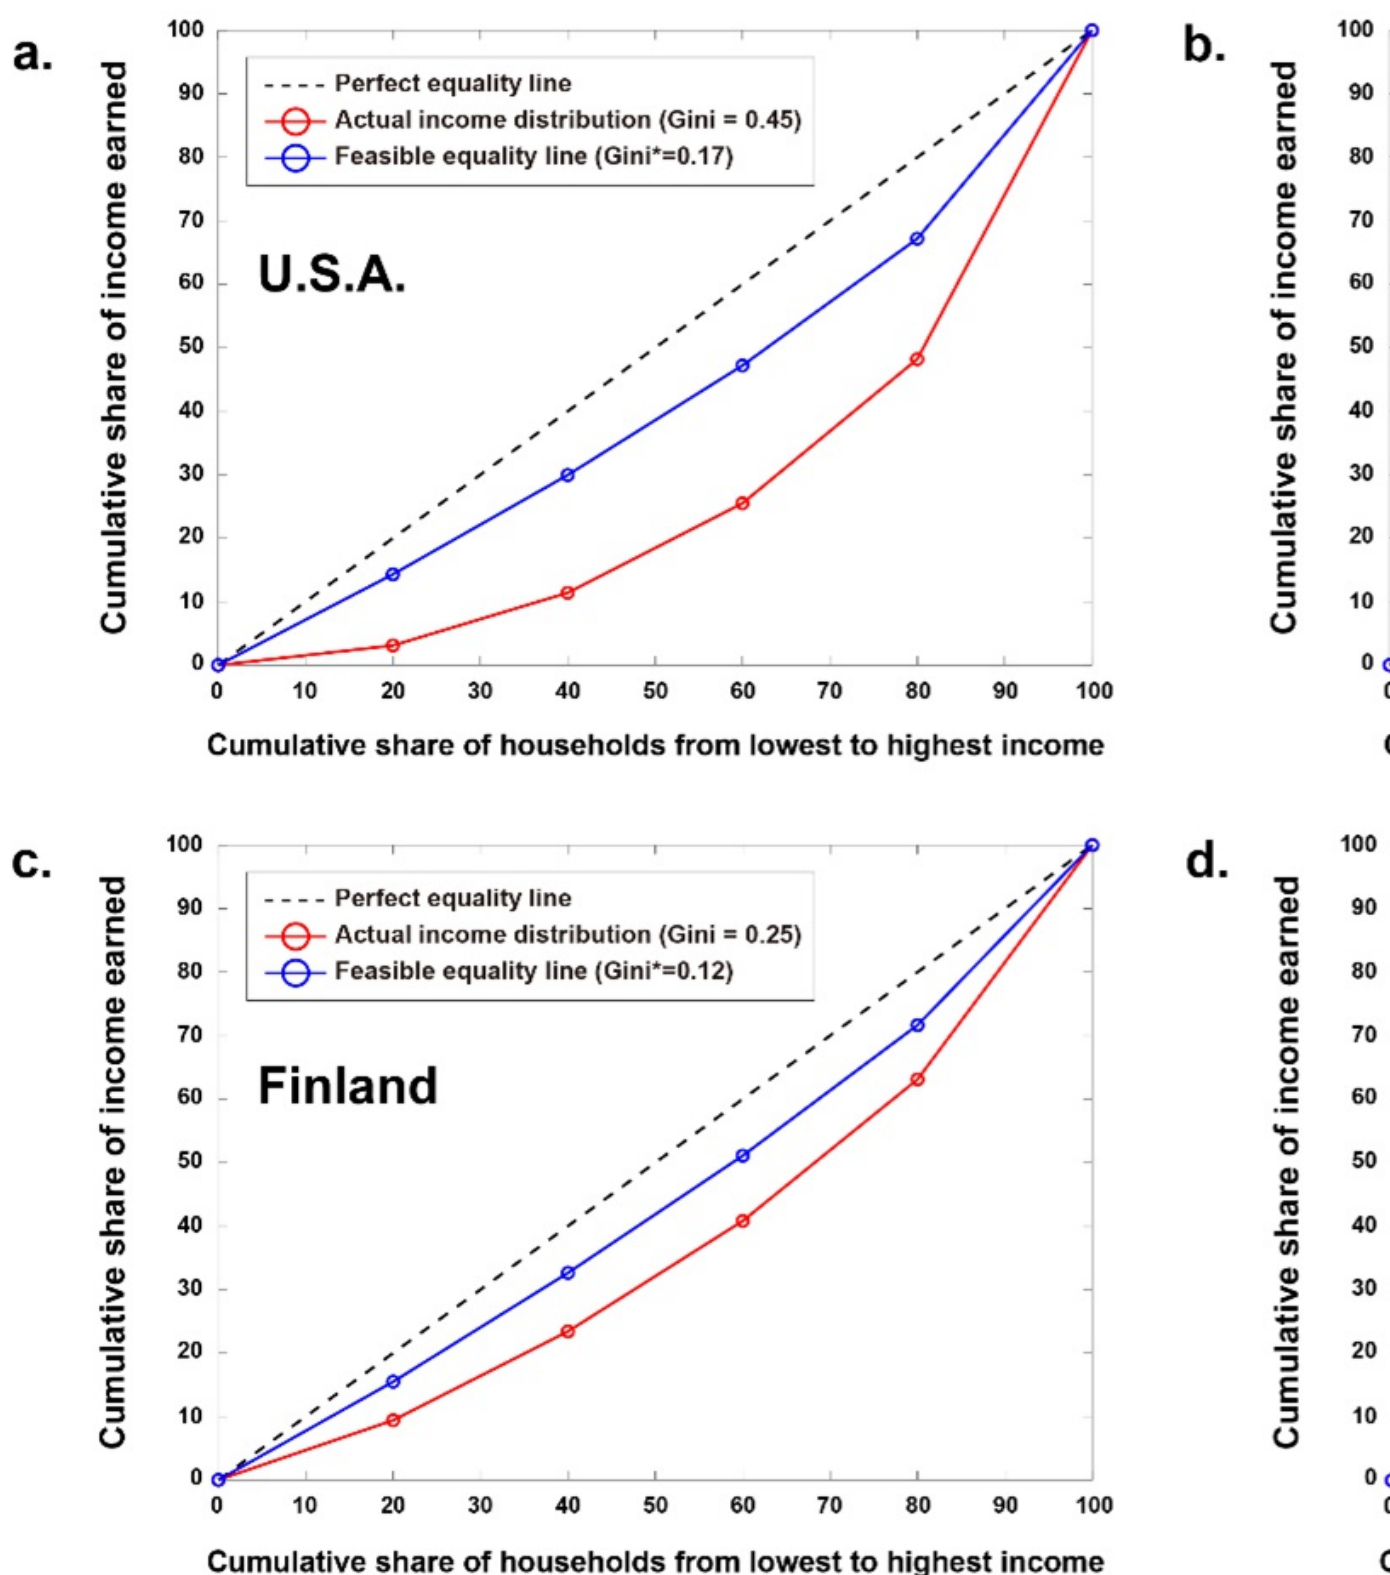 a.
Cumulative share of income earned
100
90
80
70
60
50
40
30
20
10
0
Perfect equality line
Actual income distribution (Gini = 0.45)
Feasible equality line (Gini*=0.17)
U.S.A.
0 10 20 30 40 50 60 70 80 90 100
Cumulative share of households from lowest to highest income
b.
Cumulative share of income earned
100
90
80
70
60
50
40
30
20
10
0
c.
Cumulative share of income earned
100
90
80
70
60
50
40
30
20
10
0
Perfect equality line
Actual income distribution (Gini = 0.25)
Feasible equality line (Gini*=0.12)
Finland
0 10 20 30 40 50 60 70 80 90 100
Cumulative share of households from lowest to highest income
d.
Cumulative share of income earned
100
90
80
70
60
50
40
30
20
10
0